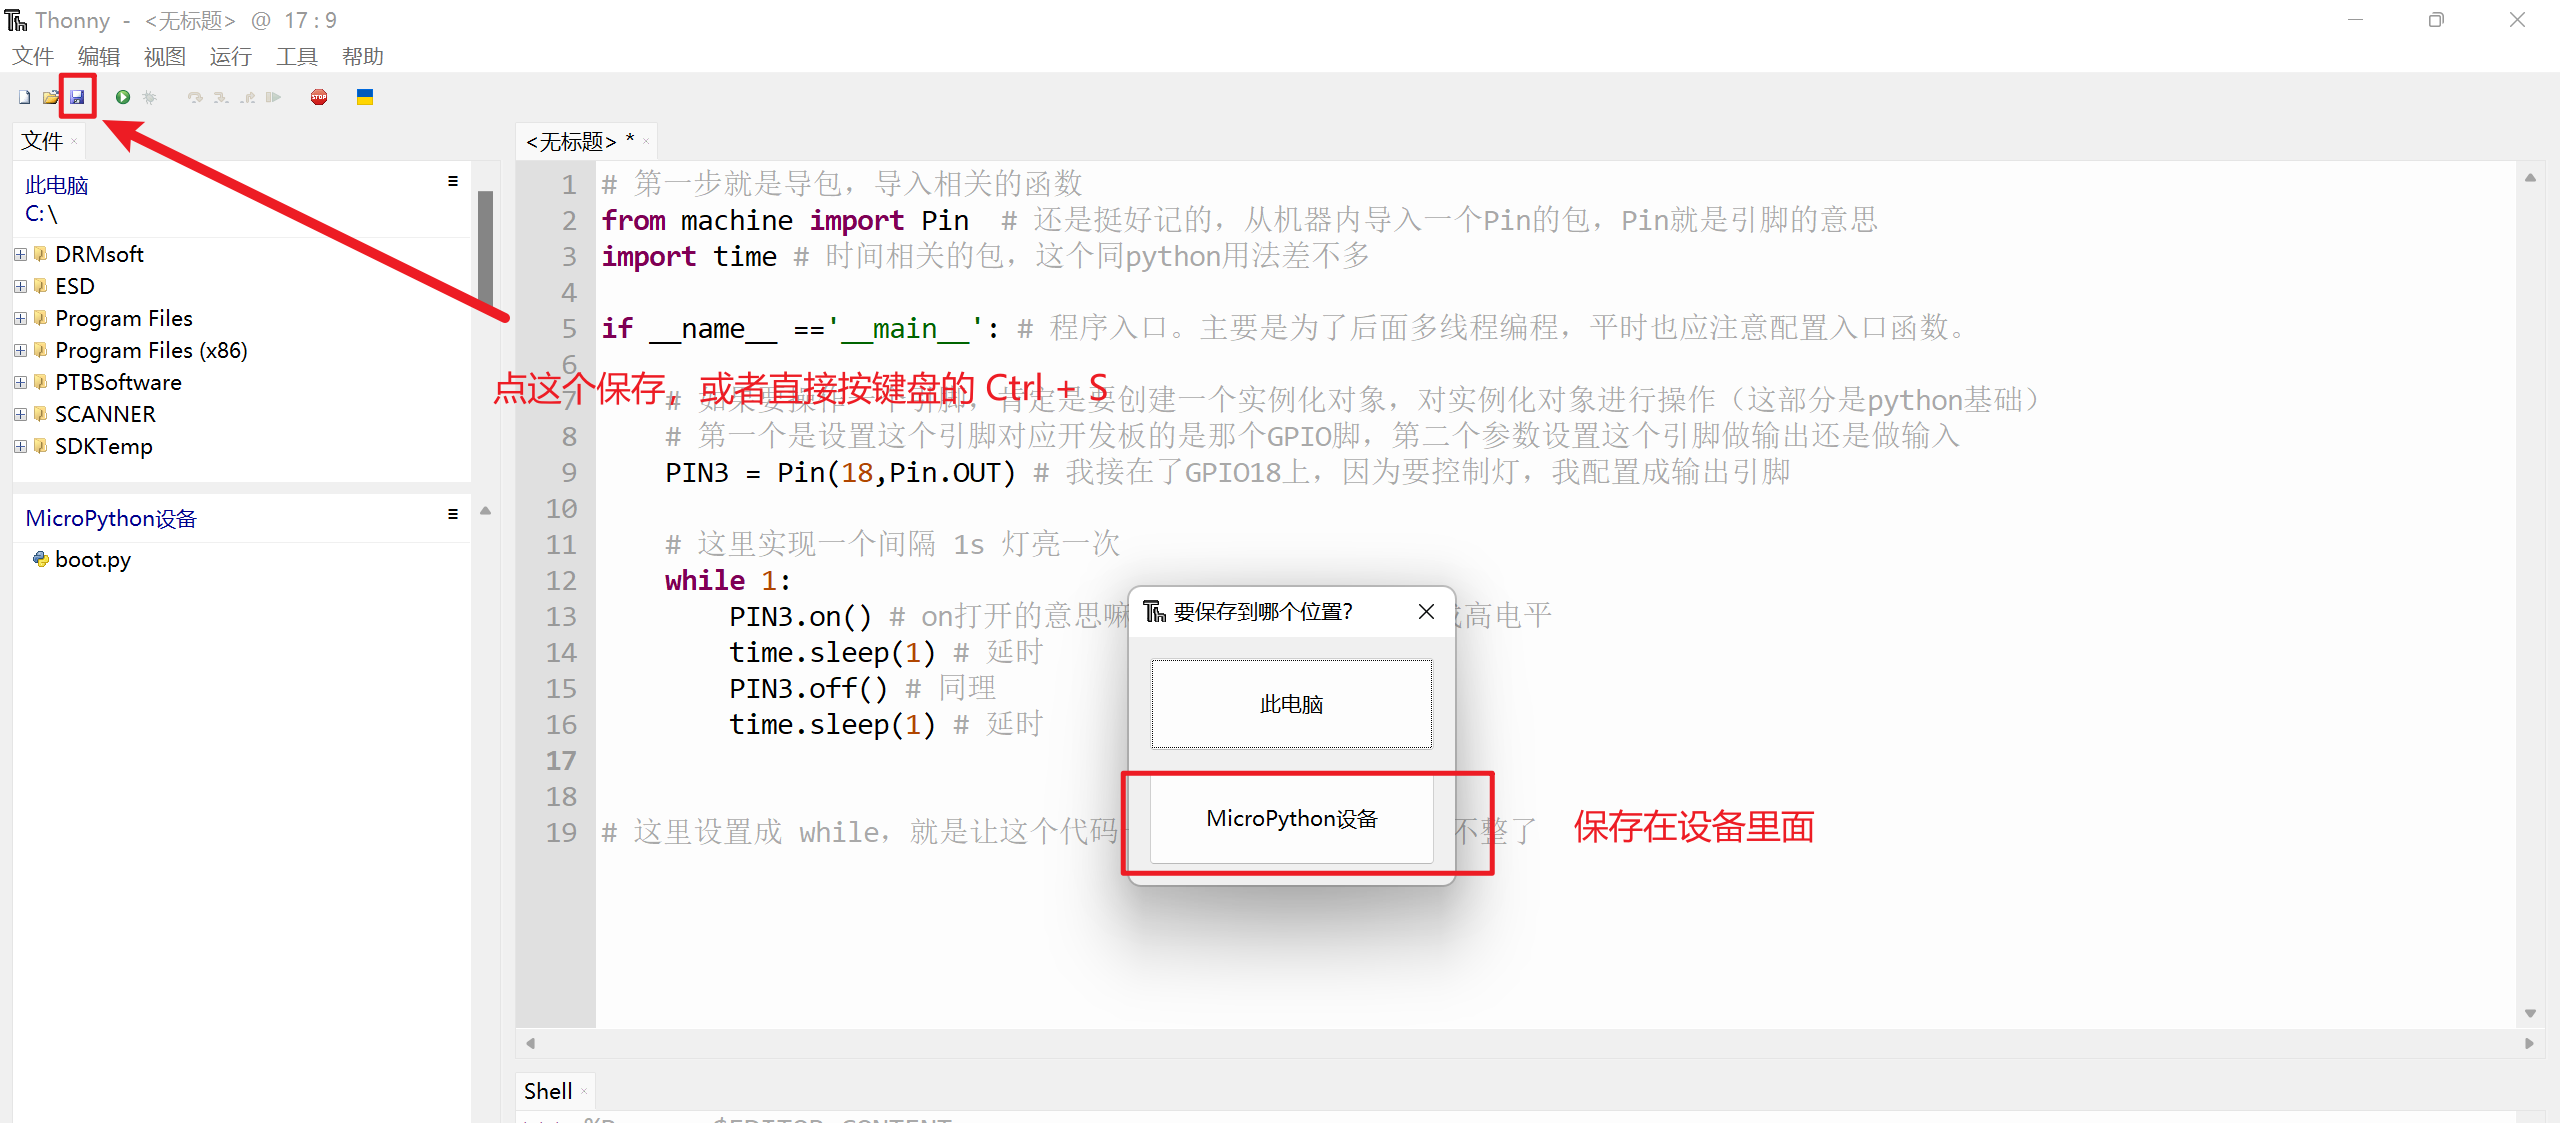 Thonny - <无标题> @ 17 : 9
文件 编辑 视图 运行 工具 帮助
STOP
文件
此电脑
C:\
DRMsoft
ESD
Program Files
Program Files (x86)
PTBSoftware
SCANNER
SDKTemp
MicroPython设备
boot.py
<无标题> *
1 # 第一步就是导包，导入相关的函数
2 from machine import Pin # 还是挺好记的，从机器内导入一个Pin的包，Pin就是引脚的意思
3 import time # 时间相关的包，这个同python用法差不多
4
5 if __name__ =='__main__': # 程序入口。主要是为了后面多线程编程，平时也应注意配置入口函数。
6
点这个保存，或者直接按键盘的 Ctrl + S
7 # 如果要操作一个引脚，肯定是要创建一个实例化对象，对实例化对象进行操作（这部分是python基础）
8 # 第一个是设置这个引脚对应开发板的是那个GPIO脚，第二个参数设置这个引脚做输出还是做输入
9 PIN3 = Pin(18,Pin.OUT) # 我接在了GPIO18上，因为要控制灯，我配置成输出引脚
10
11 # 这里实现一个间隔 1s 灯亮一次
12 while 1:
13 PIN3.on() # on打开的意思嘛 高电平
14 time.sleep(1) # 延时
15 PIN3.off() # 同理
16 time.sleep(1) # 延时
17
18
19 # 这里设置成 while，就是让这个代码 不整了
要保存到哪个位置?
此电脑
MicroPython设备
保存在设备里面
Shell
$EDITOR_CONTENT